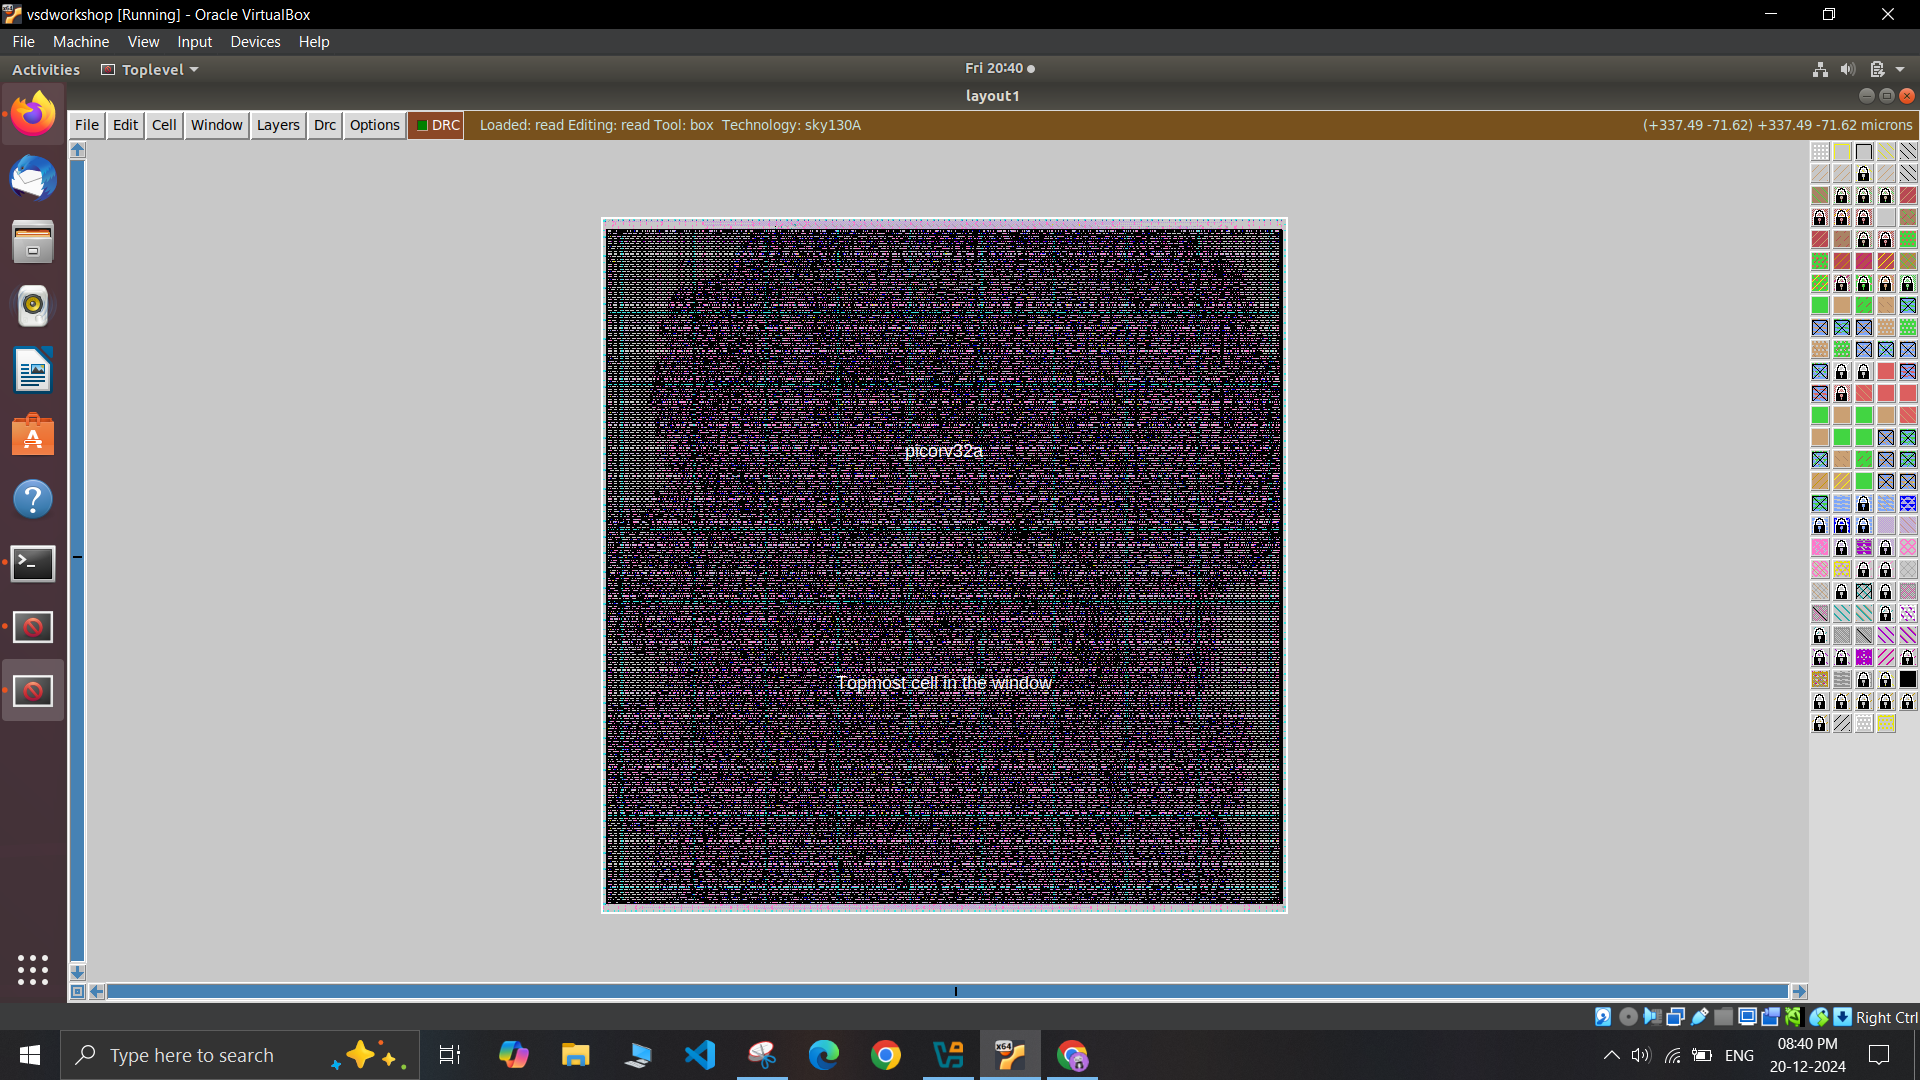 vsdworkshop [Running] - Oracle VirtualBox
File Machine View Input Devices Help
Activities Toplevel Fri 20:40
layout1
File Edit Cell Window Layers Drc Options DRC Loaded: read Editing: read Tool: box Technology: sky130A (+337.49 -71.62) +337.49 -71.62 microns
picorv32a
Topmost cell in the window
Right Ctrl
Type here to search
x64
ENG
08:40 PM
20-12-2024